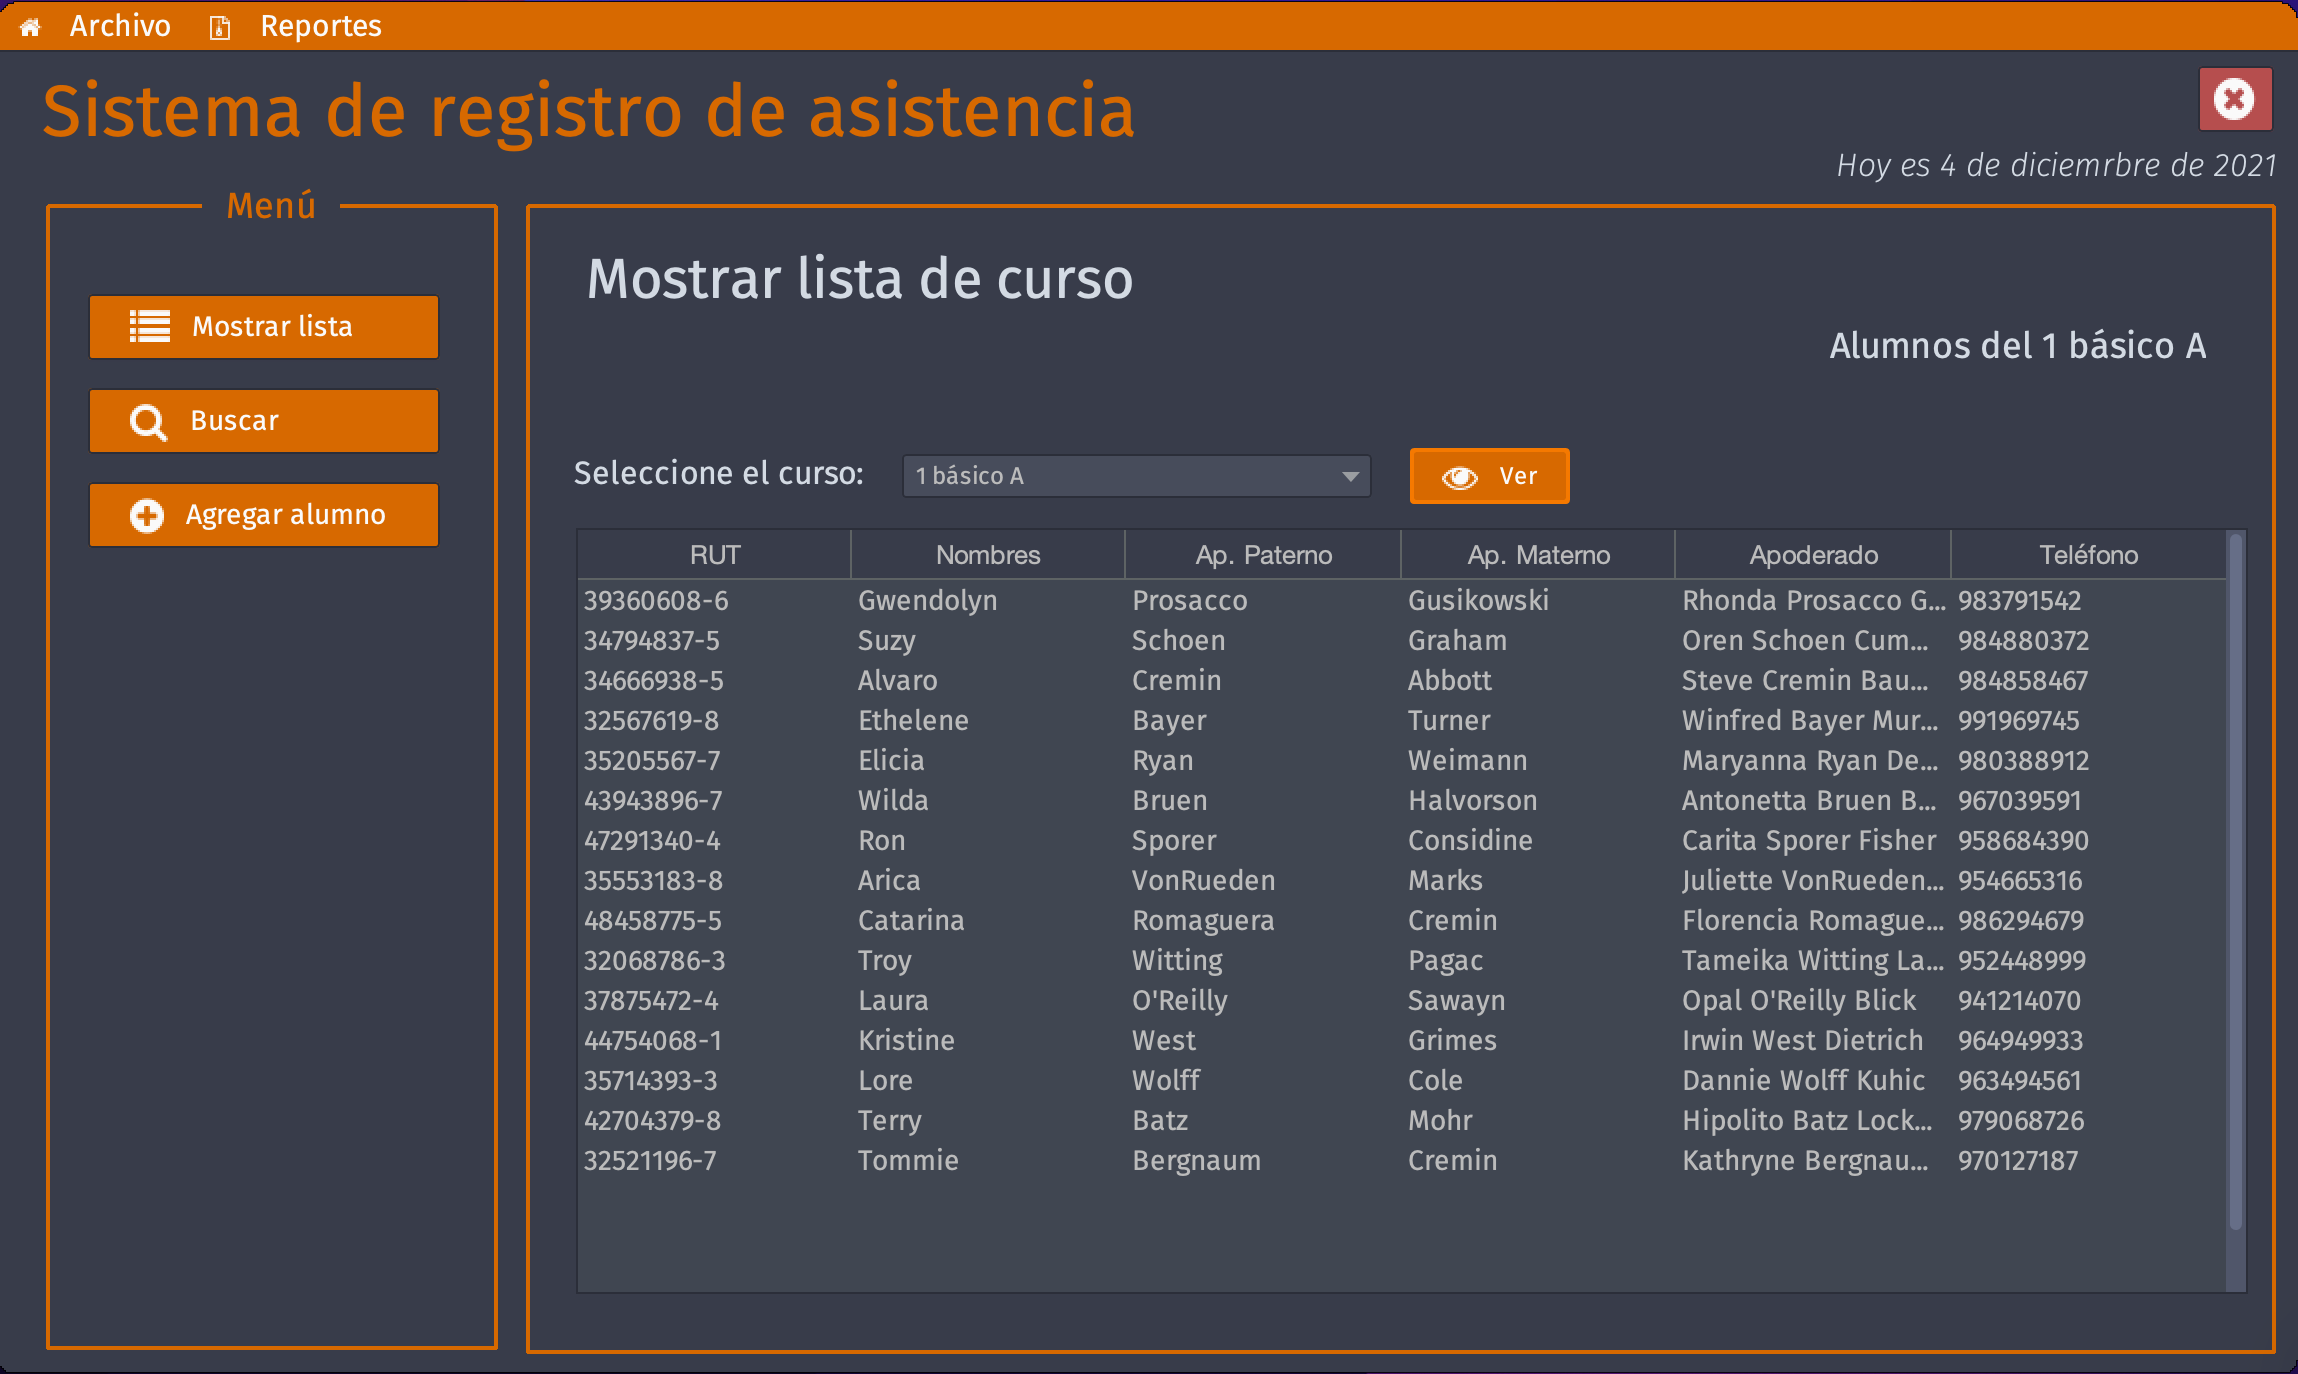 Archivo Reportes
Sistema de registro de asistencia
Hoy es 4 de diciemrbre de 2021
Menú
Mostrar lista
Buscar
Agregar alumno
Mostrar lista de curso
Alumnos del 1 básico A
Seleccione el curso: 1 básico A Ver
RUT Nombres Ap. Paterno Ap. Materno Apoderado Teléfono
39360608-6 Gwendolyn Prosacco Gusikowski Rhonda Prosacco G... 983791542
34794837-5 Suzy Schoen Graham Oren Schoen Cum... 984880372
34666938-5 Alvaro Cremin Abbott Steve Cremin Bau... 984858467
32567619-8 Ethelene Bayer Turner Winfred Bayer Mur... 991969745
35205567-7 Elicia Ryan Weimann Maryanna Ryan De... 980388912
43943896-7 Wilda Bruen Halvorson Antonetta Bruen B... 967039591
47291340-4 Ron Sporer Considine Carita Sporer Fisher 958684390
35553183-8 Arica VonRueden Marks Juliette VonRueden... 954665316
48458775-5 Catarina Romaguera Cremin Florencia Romague... 986294679
32068786-3 Troy Witting Pagac Tameika Witting La... 952448999
37875472-4 Laura O'Reilly Sawayn Opal O'Reilly Blick 941214070
44754068-1 Kristine West Grimes Irwin West Dietrich 964949933
35714393-3 Lore Wolff Cole Dannie Wolff Kuhic 963494561
42704379-8 Terry Batz Mohr Hipolito Batz Lock... 979068726
32521196-7 Tommie Bergnaum Cremin Kathryne Bergnau... 970127187